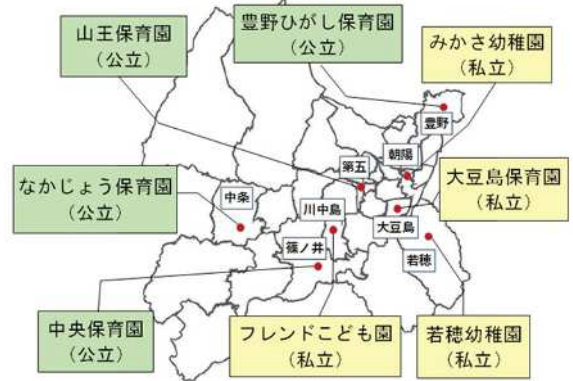 山王保育園
(公立)
豊野ひがし保育園
(公立)
みかさ幼稚園
(私立)
豊野
朝陽
第五
なかじょう保育園
(公立)
中条
川中島
大豆島
大豆島保育園
(私立)
篠ノ井
若穂
中央保育園
(公立)
フレンドこども園
(私立)
若穂幼稚園
(私立)